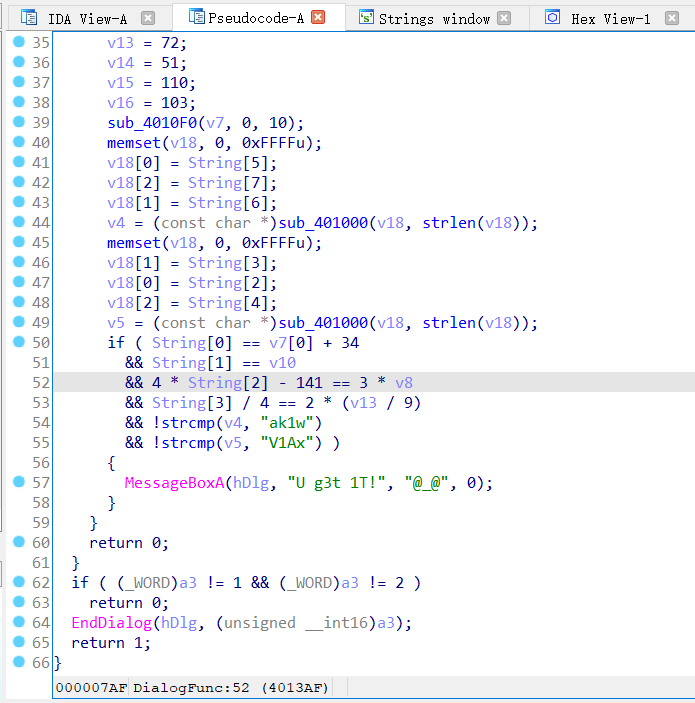 IDA View-A Pseudocode-A Strings window Hex View-1
35 v13 = 72;
36 v14 = 51;
37 v15 = 110;
38 v16 = 103;
39 sub_4010F0(v7, 0, 10);
40 memset(v18, 0, 0xFFFFu);
41 v18[0] = String[5];
42 v18[2] = String[7];
43 v18[1] = String[6];
44 v4 = (const char *)sub_401000(v18, strlen(v18));
45 memset(v18, 0, 0xFFFFu);
46 v18[1] = String[3];
47 v18[0] = String[2];
48 v18[2] = String[4];
49 v5 = (const char *)sub_401000(v18, strlen(v18));
50 if ( String[0] == v7[0] + 34
51 && String[1] == v10
52 && 4 * String[2] - 141 == 3 * v8
53 && String[3] / 4 == 2 * (v13 / 9)
54 && !strcmp(v4, "ak1w")
55 && !strcmp(v5, "V1Ax") )
56 {
57 MessageBoxA(hDlg, "U g3t 1T!", "@_@", 0);
58 }
59 }
60 return 0;
61 }
62 if ( (_WORD)a3 != 1 && (_WORD)a3 != 2 )
63 return 0;
64 EndDialog(hDlg, (unsigned __int16)a3);
65 return 1;
66 }
000007AF DialogFunc:52 (4013AF)